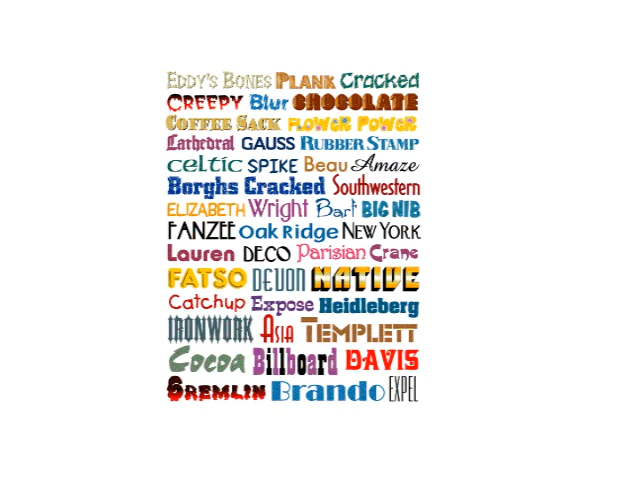 EDDY'S BONES PLANK Cracked
CREEPY Blur CHOCOLATE
COFFEE SACK FLOWER POWER
Cathedral GAUSS RUBBER STAMP
celtic SPIKE Beau Amaze
Borghs Cracked Southwestern
ELIZABETH Wright Bart BIG NIB
FANZEE Oak Ridge NEW YORK
Lauren DECO Parisian Crane
FATSO DEVON NATIVE
Catchup Expose Heidleberg
IRONWORK ASIA TEMPLETT
Cocoa Billboard DAVIS
GREMLIN Brando EXPEL